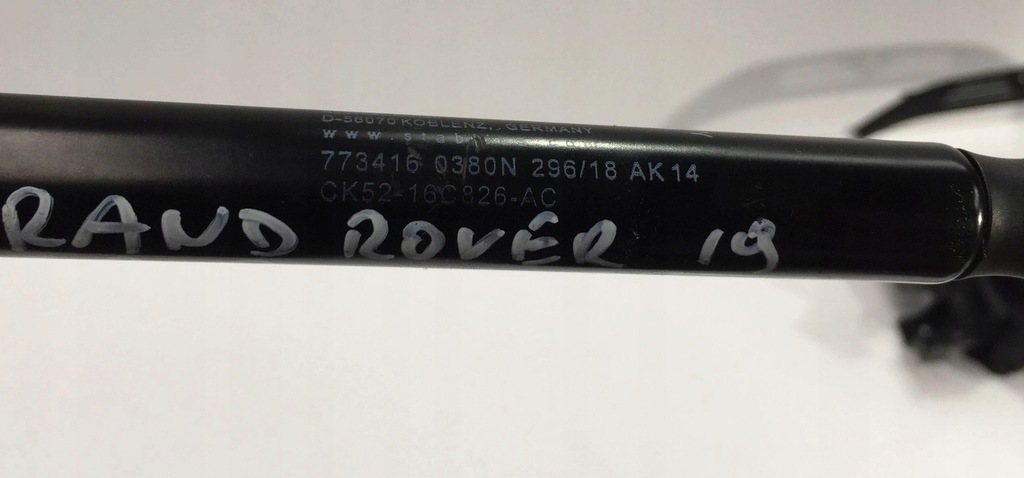 D-56070 KOBLENZ, GERMANY
773416 0380N 296/18 AK14
CK52-16C826-AC
RAND ROVER 19